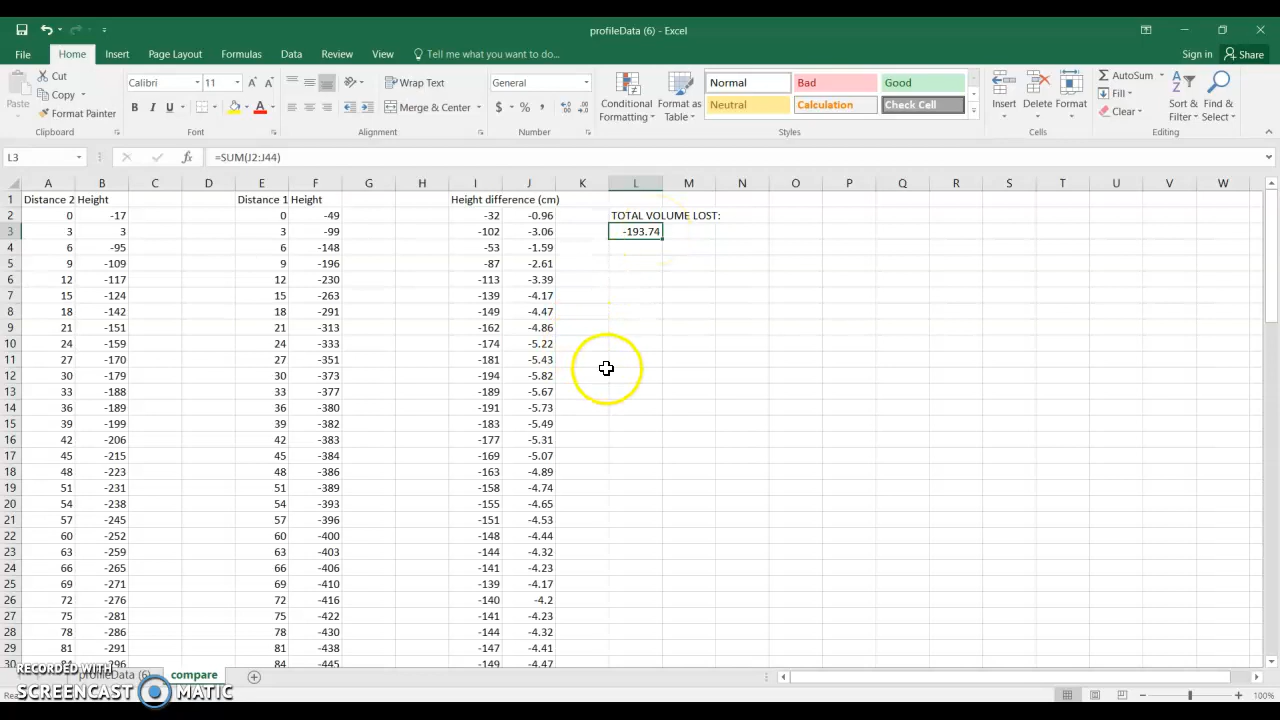 profileData (6) - Excel
File Home Insert Page Layout Formulas Data Review View Tell me what you want to do... Sign in Share
Paste Cut Copy Format Painter Clipboard
Calibri 11 A A B I U A Font
Wrap Text Merge & Center Alignment
General $ % , Number
Conditional Formatting Format as Table Normal Bad Good Neutral Calculation Check Cell Styles
Insert Delete Format Cells
AutoSum Fill Clear Sort & Filter Find & Select Editing
L3 fx =SUM(J2:J44)
A B C D E F G H I J K L M N O P Q R S T U V W
1 Distance 2 Height Distance 1 Height Height difference (cm)
2 0 -17 0 -49 -32 -0.96 TOTAL VOLUME LOST:
3 3 3 3 -99 -102 -3.06 -193.74
4 6 -95 6 -148 -53 -1.59
5 9 -109 9 -196 -87 -2.61
6 12 -117 12 -230 -113 -3.39
7 15 -124 15 -263 -139 -4.17
8 18 -142 18 -291 -149 -4.47
9 21 -151 21 -313 -162 -4.86
10 24 -159 24 -333 -174 -5.22
11 27 -170 27 -351 -181 -5.43
12 30 -179 30 -373 -194 -5.82
13 33 -188 33 -377 -189 -5.67
14 36 -189 36 -380 -191 -5.73
15 39 -199 39 -382 -183 -5.49
16 42 -206 42 -383 -177 -5.31
17 45 -215 45 -384 -169 -5.07
18 48 -223 48 -386 -163 -4.89
19 51 -231 51 -389 -158 -4.74
20 54 -238 54 -393 -155 -4.65
21 57 -245 57 -396 -151 -4.53
22 60 -252 60 -400 -148 -4.44
23 63 -259 63 -403 -144 -4.32
24 66 -265 66 -406 -141 -4.23
25 69 -271 69 -410 -139 -4.17
26 72 -276 72 -416 -140 -4.2
27 75 -281 75 -422 -141 -4.23
28 78 -286 78 -430 -144 -4.32
29 81 -291 81 -438 -147 -4.41
30 84 -296 84 -445 -149 -4.47
RECORDED WITH
profileData (6) compare
SCREENCAST MATIC
100%